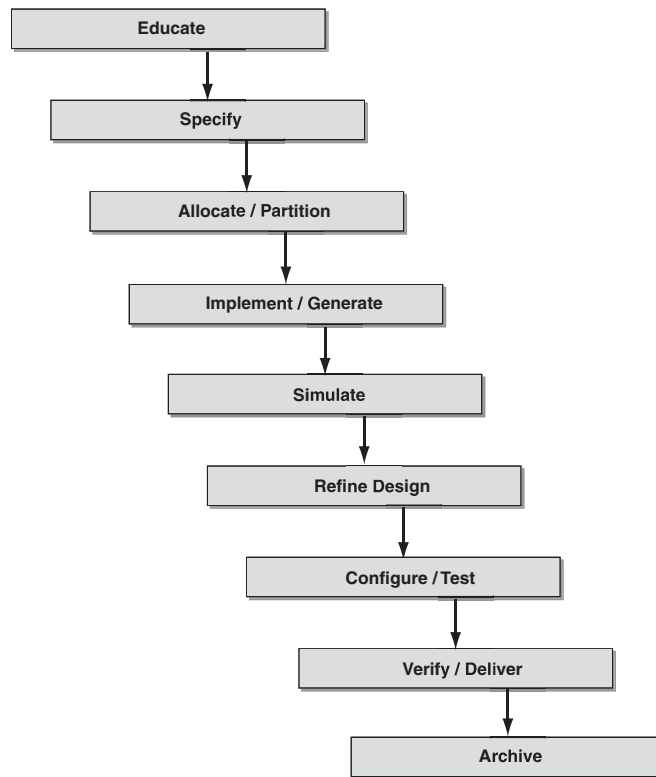 Educate
Specify
Allocate / Partition
Implement / Generate
Simulate
Refine Design
Configure / Test
Verify / Deliver
Archive